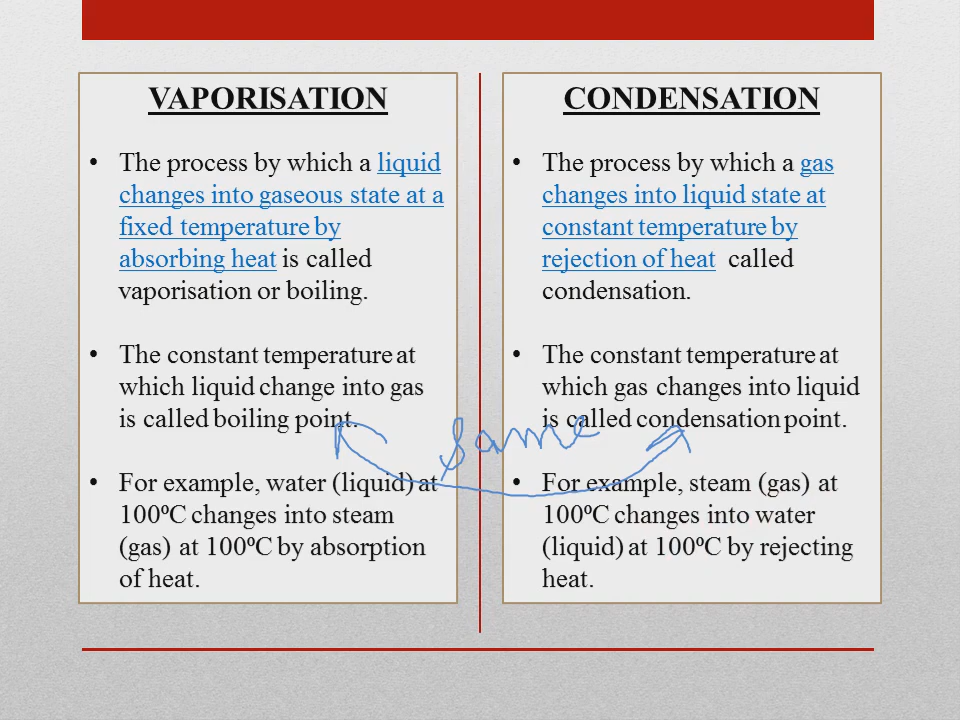 VAPORISATION
• The process by which a liquid
changes into gaseous state at a
fixed temperature by
absorbing heat is called
vaporisation or boiling.
• The constant temperature at
which liquid change into gas
is called boiling point.
• For example, water (liquid) at
100⁰C changes into steam
(gas) at 100⁰C by absorption
of heat.
CONDENSATION
• The process by which a gas
changes into liquid state at
constant temperature by
rejection of heat called
condensation.
• The constant temperature at
which gas changes into liquid
is called condensation point.
• For example, steam (gas) at
100⁰C changes into water
(liquid) at 100⁰C by rejecting
heat.
Same